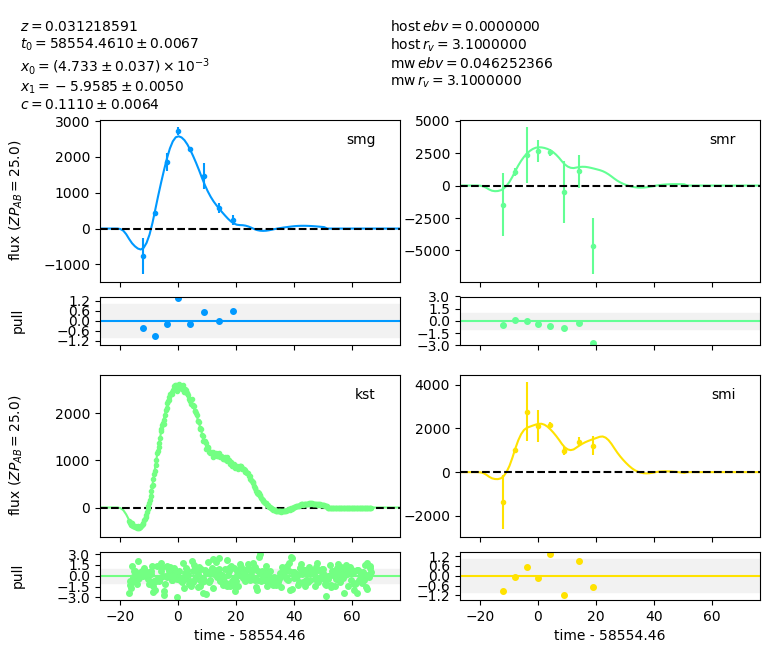 z = 0.031218591
t₀ = 58554.4610 ± 0.0067
x₀ = (4.733 ± 0.037) × 10⁻³
x₁ = − 5.9585 ± 0.0050
c = 0.1110 ± 0.0064
host ebv = 0.0000000
host r_v = 3.1000000
mw ebv = 0.046252366
mw r_v = 3.1000000
flux (ZP_AB = 25.0)
3000
2000
1000
0
−1000
smg
5000
2500
0
−2500
−5000
smr
pull
1.2
0.6
0.0
−0.6
−1.2
3.0
1.5
0.0
−1.5
−3.0
flux (ZP_AB = 25.0)
2000
1000
0
kst
4000
2000
0
−2000
smi
pull
3.0
1.5
0.0
−1.5
−3.0
−20 0 20 40 60
time - 58554.46
1.2
0.6
0.0
−0.6
−1.2
−20 0 20 40 60
time - 58554.46